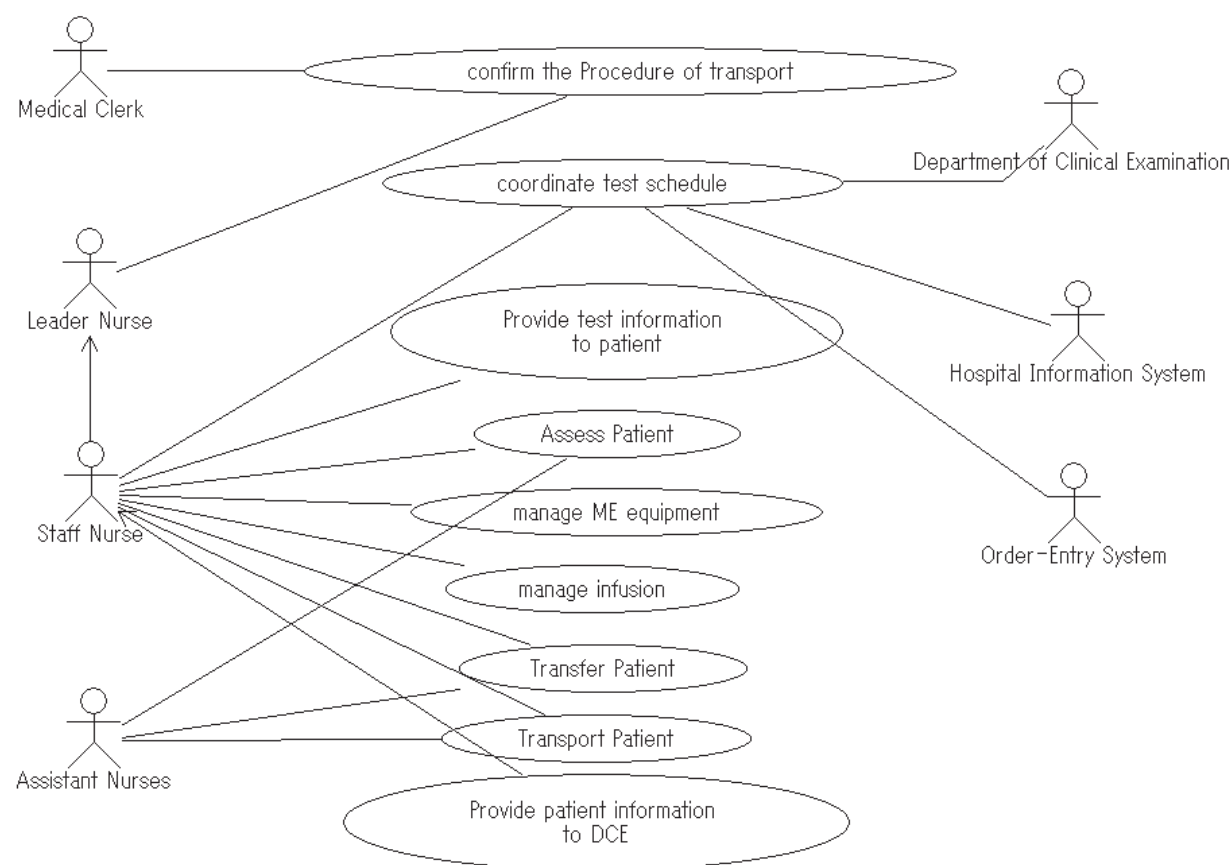 confirm the Procedure of transport
Medical Clerk
Department of Clinical Examination
coordinate test schedule
Leader Nurse
Provide test information
to patient
Hospital Information System
Assess Patient
manage ME equipment
Staff Nurse
Order-Entry System
manage infusion
Transfer Patient
Transport Patient
Assistant Nurses
Provide patient information
to DCE